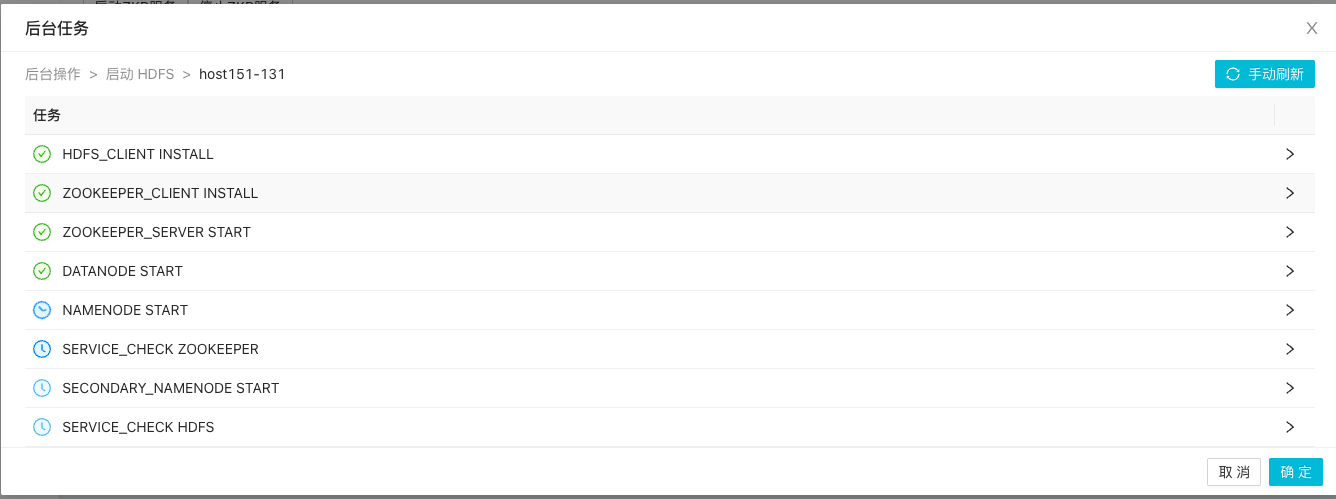 后台任务
后台操作 > 启动 HDFS > host151-131
手动刷新
任务
HDFS_CLIENT INSTALL
ZOOKEEPER_CLIENT INSTALL
ZOOKEEPER_SERVER START
DATANODE START
NAMENODE START
SERVICE_CHECK ZOOKEEPER
SECONDARY_NAMENODE START
SERVICE_CHECK HDFS
取 消
确 定